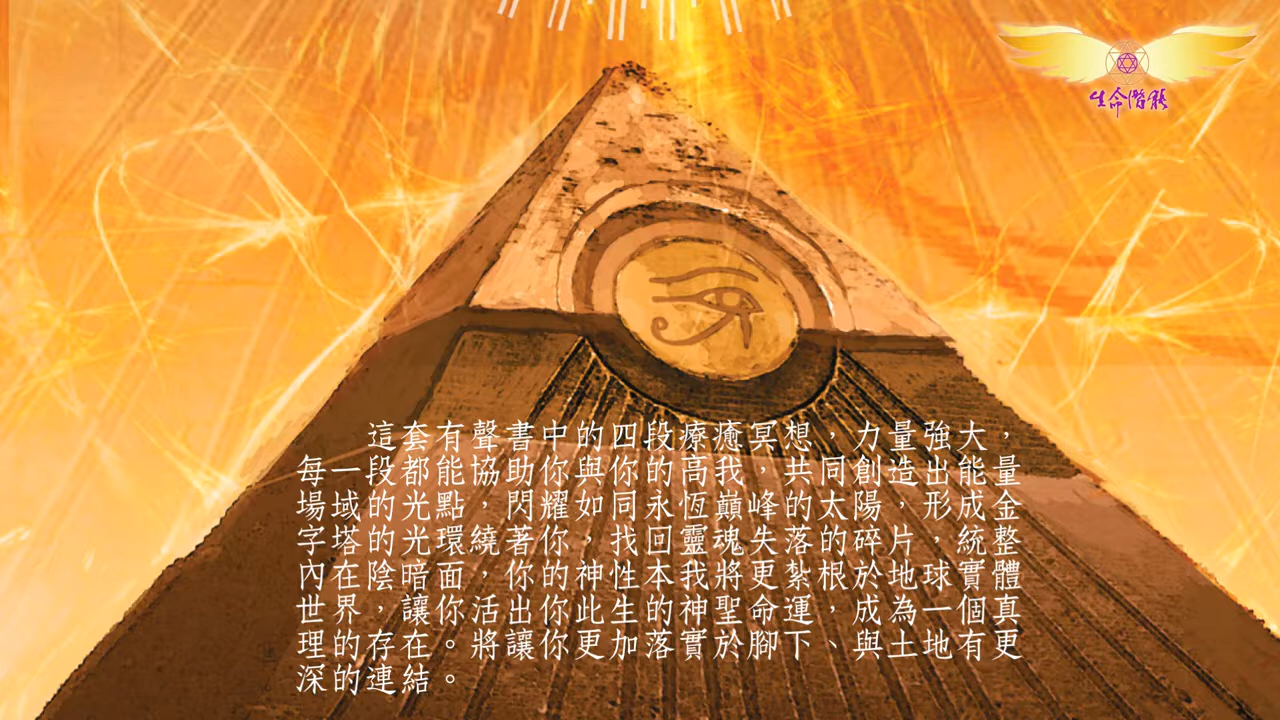 生命潛能
這套有聲書中的四段療癒冥想，力量強大，
每一段都能協助你與你的高我，共同創造出能量
場域的光點，閃耀如同永恆巔峰的太陽，形成金
字塔的光環繞著你，找回靈魂失落的碎片，統整
內在陰暗面，你的神性本我將更紮根於地球實體
世界，讓你活出你此生的神聖命運，成為一個真
理的存在。將讓你更加落實於腳下、與土地有更
深的連結。